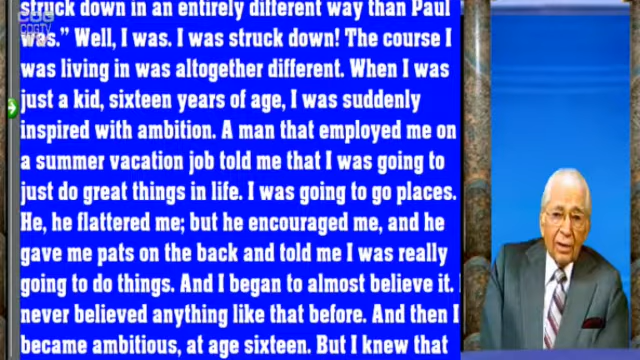 struck down in an entirely different way than Paul
was.” Well, I was. I was struck down! The course I
was living in was altogether different. When I was
just a kid, sixteen years of age, I was suddenly
inspired with ambition. A man that employed me on
a summer vacation job told me that I was going to
just do great things in life. I was going to go places.
He, he flattered me; but he encouraged me, and he
gave me pats on the back and told me I was really
going to do things. And I began to almost believe it. I
never believed anything like that before. And then I
became ambitious, at age sixteen. But I knew that